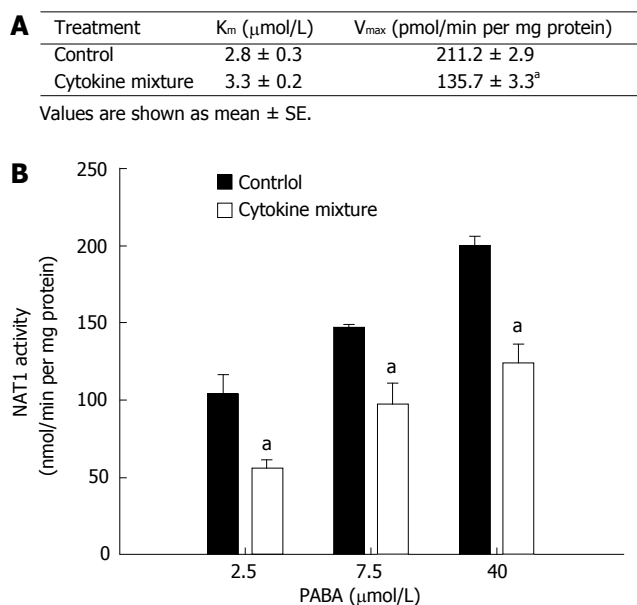 A
Treatment Km (μmol/L) Vmax (pmol/min per mg protein)
Control 2.8 ± 0.3 211.2 ± 2.9
Cytokine mixture 3.3 ± 0.2 135.7 ± 3.3a
Values are shown as mean ± SE.
B
Contrlol
Cytokine mixture
NAT1 activity
(nmol/min per mg protein)
250
200
150
100
50
0
a
a
a
2.5 7.5 40
PABA (μmol/L)